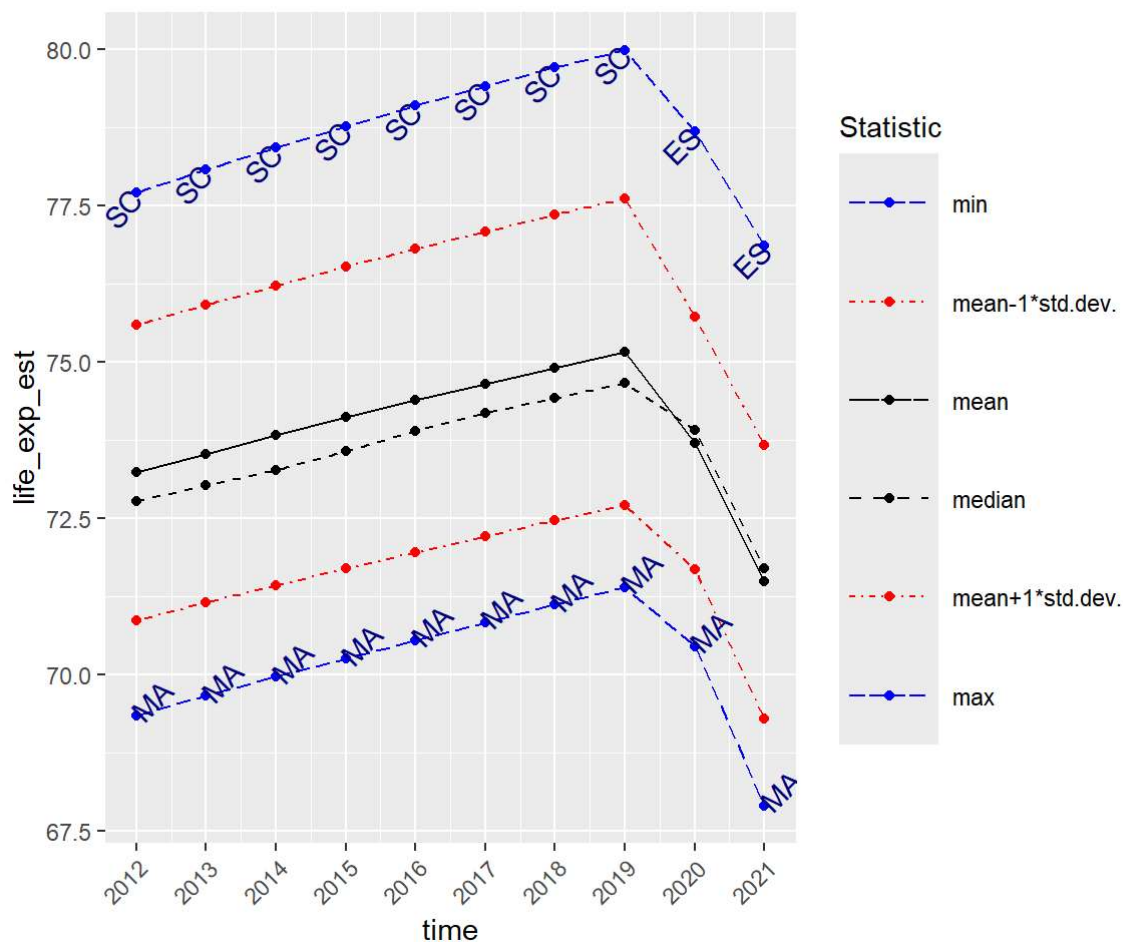 80.0
77.5
75.0
72.5
70.0
67.5
life_exp_est
SC SC SC SC SC SC SC SC ES ES
MA MA MA MA MA MA MA MA MA MA
2012 2013 2014 2015 2016 2017 2018 2019 2020 2021
time
Statistic
min
mean-1*std.dev.
mean
median
mean+1*std.dev.
max